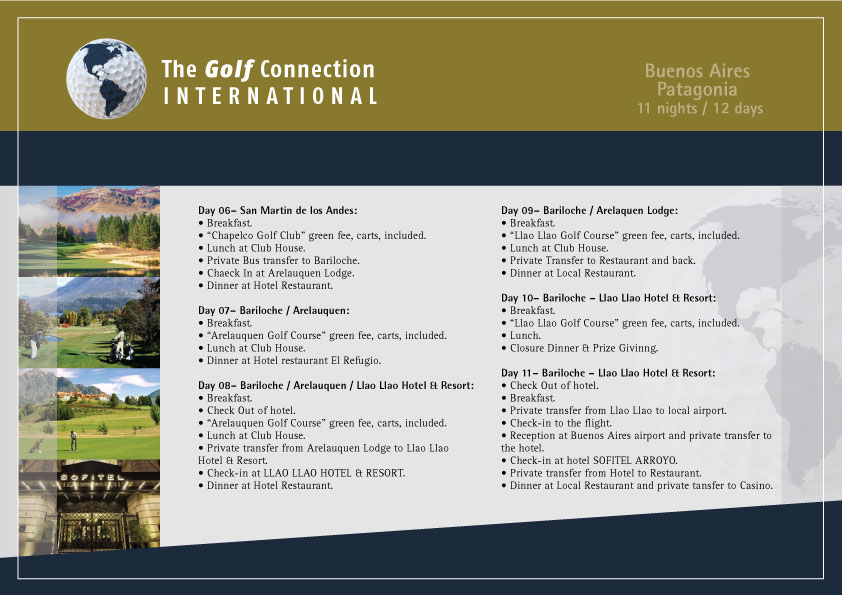 The Golf Connection
INTERNATIONAL
Buenos Aires
Patagonia
11 nights / 12 days
Day 06– San Martin de los Andes:
• Breakfast.
• “Chapelco Golf Club” green fee, carts, included.
• Lunch at Club House.
• Private Bus transfer to Bariloche.
• Chaeck In at Arelauquen Lodge.
• Dinner at Hotel Restaurant.
Day 07– Bariloche / Arelauquen:
• Breakfast.
• “Arelauquen Golf Course” green fee, carts, included.
• Lunch at Club House.
• Dinner at Hotel restaurant El Refugio.
Day 08– Bariloche / Arelauquen / Llao Llao Hotel & Resort:
• Breakfast.
• Check Out of hotel.
• “Arelauquen Golf Course” green fee, carts, included.
• Lunch at Club House.
• Private transfer from Arelauquen Lodge to Llao Llao
Hotel & Resort.
• Check-in at LLAO LLAO HOTEL & RESORT.
• Dinner at Hotel Restaurant.
Day 09– Bariloche / Arelaquen Lodge:
• Breakfast.
• “Llao Llao Golf Course” green fee, carts, included.
• Lunch at Club House.
• Private Transfer to Restaurant and back.
• Dinner at Local Restaurant.
Day 10– Bariloche – Llao Llao Hotel & Resort:
• Breakfast.
• “Llao Llao Golf Course” green fee, carts, included.
• Lunch.
• Closure Dinner & Prize Givinng.
Day 11– Bariloche – Llao Llao Hotel & Resort:
• Check Out of hotel.
• Breakfast.
• Private transfer from Llao Llao to local airport.
• Check-in to the flight.
• Reception at Buenos Aires airport and private transfer to
the hotel.
• Check-in at hotel SOFITEL ARROYO.
• Private transfer from Hotel to Restaurant.
• Dinner at Local Restaurant and private tansfer to Casino.
SOFITEL